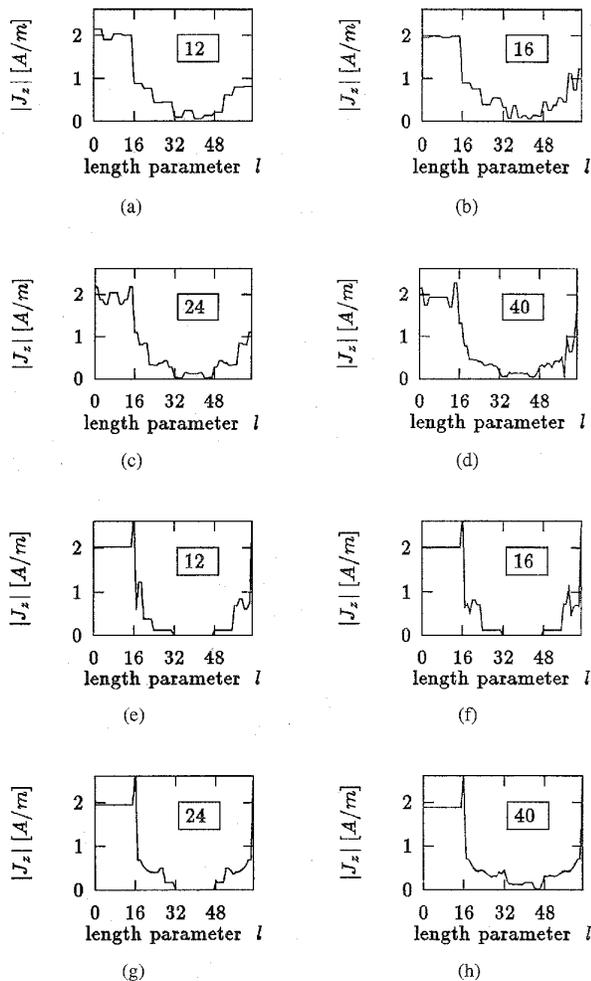 |J_z| [A/m] 2 1 0 12 |J_z| [A/m] 2 1 0 16
0 16 32 48 0 16 32 48
length parameter l length parameter l
(a) (b)
|J_z| [A/m] 2 1 0 24 |J_z| [A/m] 2 1 0 40
0 16 32 48 0 16 32 48
length parameter l length parameter l
(c) (d)
|J_z| [A/m] 2 1 0 12 |J_z| [A/m] 2 1 0 16
0 16 32 48 0 16 32 48
length parameter l length parameter l
(e) (f)
|J_z| [A/m] 2 1 0 24 |J_z| [A/m] 2 1 0 40
0 16 32 48 0 16 32 48
length parameter l length parameter l
(g) (h)